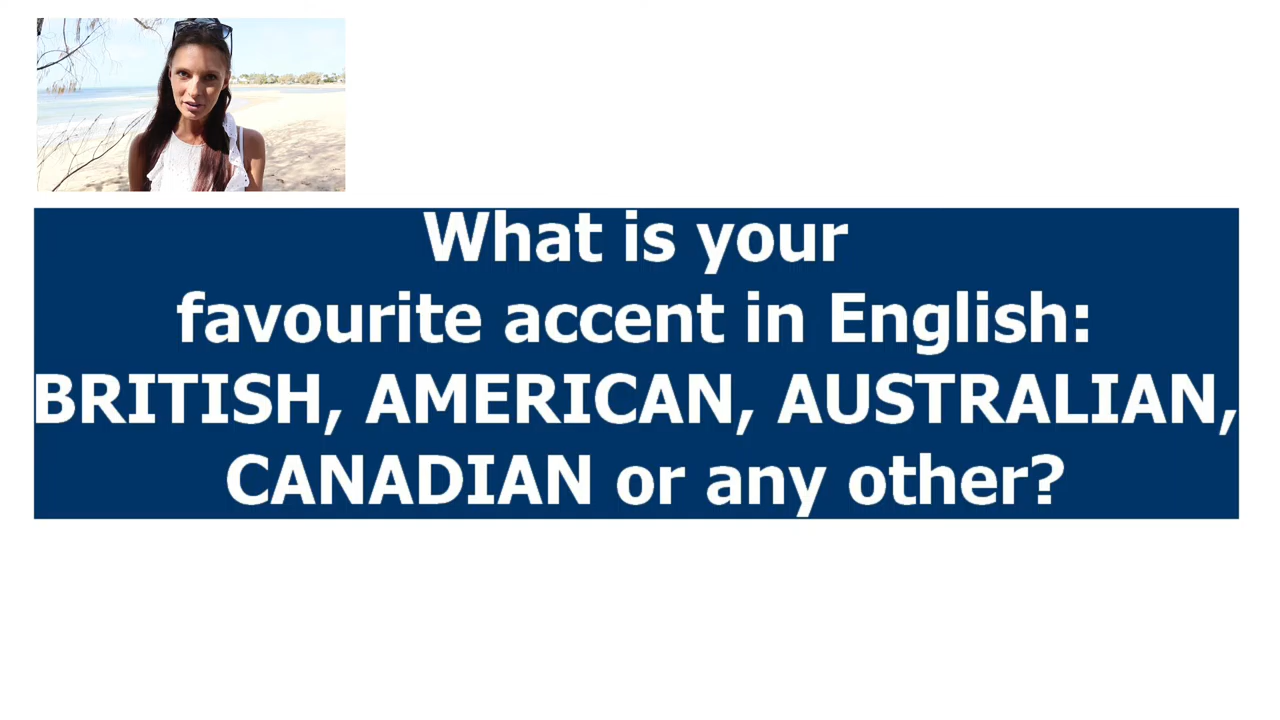 What is your
favourite accent in English:
BRITISH, AMERICAN, AUSTRALIAN,
CANADIAN or any other?